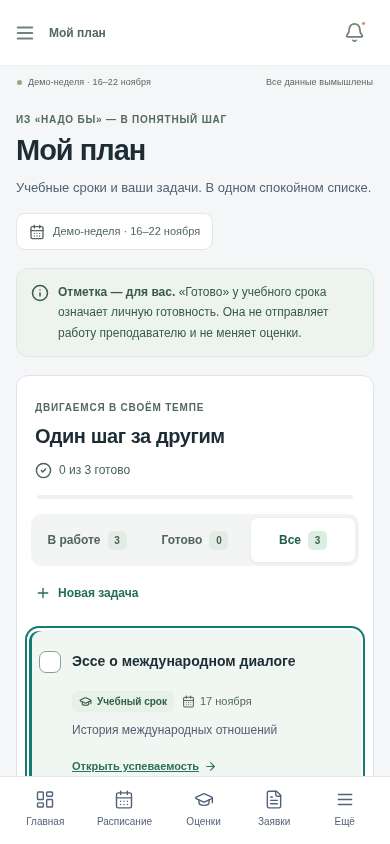 Мой план
Демо-неделя · 16–22 ноября
Все данные вымышлены
ИЗ «НАДО БЫ» — В ПОНЯТНЫЙ ШАГ
Мой план
Учебные сроки и ваши задачи. В одном спокойном списке.
Демо-неделя · 16–22 ноября
Отметка — для вас. «Готово» у учебного срока
означает личную готовность. Она не отправляет
работу преподавателю и не меняет оценки.
ДВИГАЕМСЯ В СВОЁМ ТЕМПЕ
Один шаг за другим
0 из 3 готово
В работе 3 Готово 0 Все 3
Новая задача
Эссе о международном диалоге
Учебный срок 17 ноября
История международных отношений
Открыть успеваемость
Главная Расписание Оценки Заявки Ещё